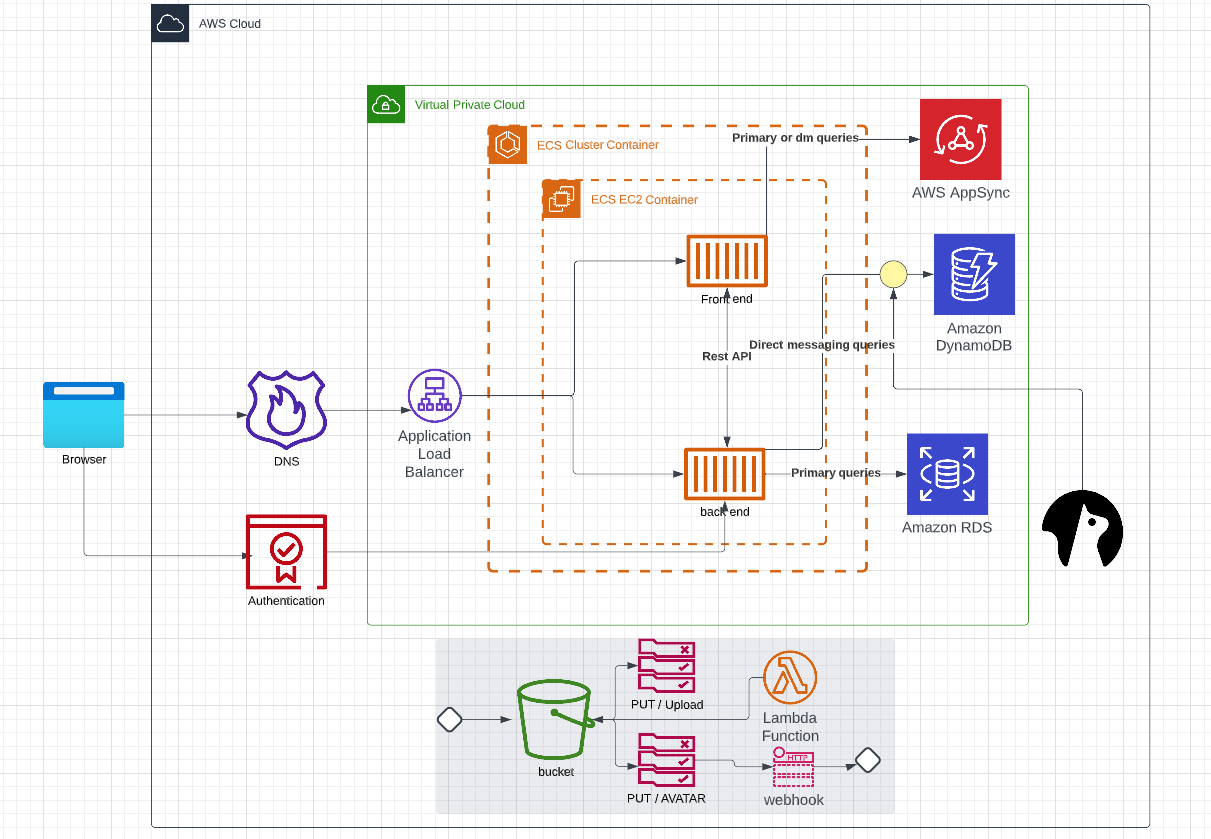 AWS Cloud
Virtual Private Cloud
ECS Cluster Container
Primary or dm queries
AWS AppSync
ECS EC2 Container
Front end
Amazon
DynamoDB
Direct messaging queries
Rest API
Browser
DNS
Application
Load
Balancer
Primary queries
back end
Amazon RDS
Authentication
PUT / Upload
Lambda
Function
bucket
HTTP
PUT / AVATAR
webhook